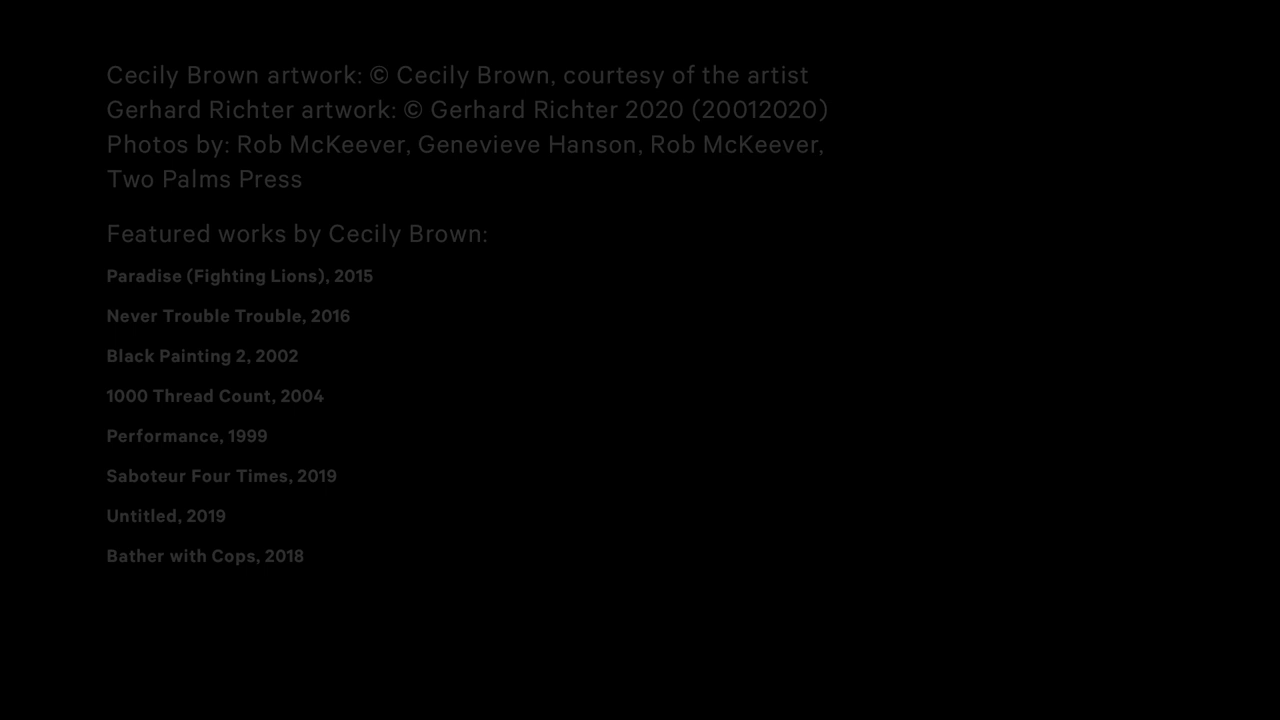 Cecily Brown artwork: © Cecily Brown, courtesy of the artist
Gerhard Richter artwork: © Gerhard Richter 2020 (20012020)
Photos by: Rob McKeever, Genevieve Hanson, Rob McKeever,
Two Palms Press
Featured works by Cecily Brown:
Paradise (Fighting Lions), 2015
Never Trouble Trouble, 2016
Black Painting 2, 2002
1000 Thread Count, 2004
Performance, 1999
Saboteur Four Times, 2019
Untitled, 2019
Bather with Cops, 2018